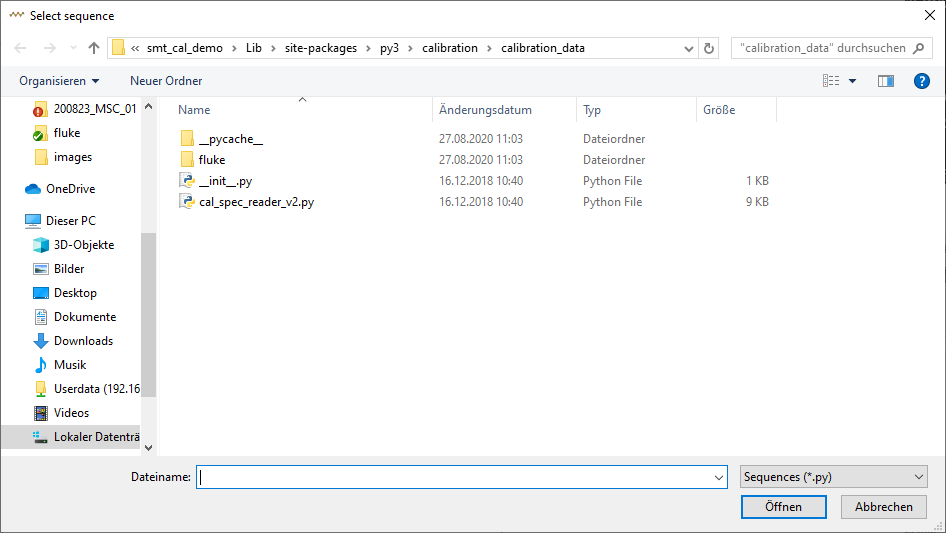 Select sequence
« smt_cal_demo > Lib > site-packages > py3 > calibration > calibration_data
"calibration_data" durchsuchen
Organisieren Neuer Ordner ?
200823_MSC_01
fluke
images
OneDrive
Dieser PC
3D-Objekte
Bilder
Desktop
Dokumente
Downloads
Musik
Userdata (192.16
Videos
Lokaler Datenträ
Name Änderungsdatum Typ Größe
__pycache__ 27.08.2020 11:03 Dateiordner
fluke 27.08.2020 11:03 Dateiordner
__init__.py 16.12.2018 10:40 Python File 1 KB
cal_spec_reader_v2.py 16.12.2018 10:40 Python File 9 KB
Dateiname: Sequences (*.py)
Öffnen Abbrechen